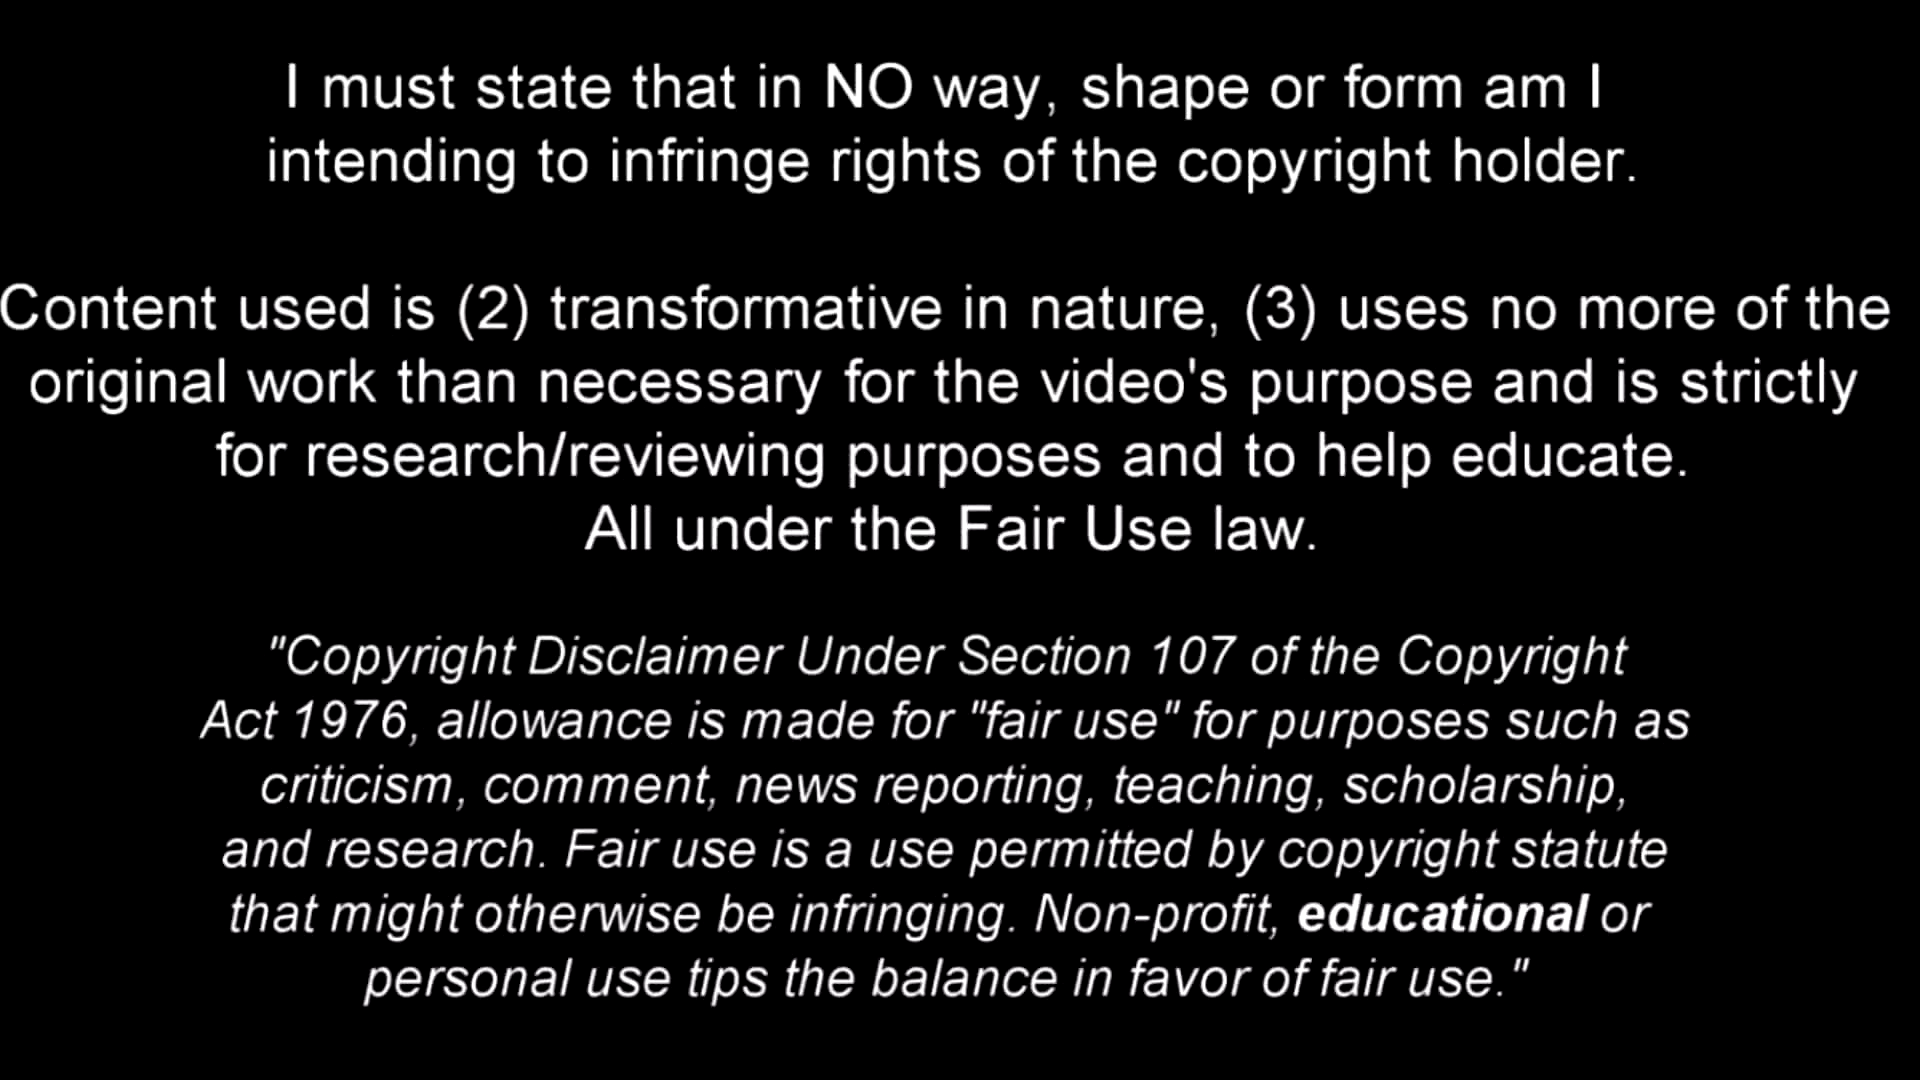 I must state that in NO way, shape or form am I
intending to infringe rights of the copyright holder.
Content used is (2) transformative in nature, (3) uses no more of the
original work than necessary for the video's purpose and is strictly
for research/reviewing purposes and to help educate.
All under the Fair Use law.
"Copyright Disclaimer Under Section 107 of the Copyright
Act 1976, allowance is made for "fair use" for purposes such as
criticism, comment, news reporting, teaching, scholarship,
and research. Fair use is a use permitted by copyright statute
that might otherwise be infringing. Non-profit, educational or
personal use tips the balance in favor of fair use."